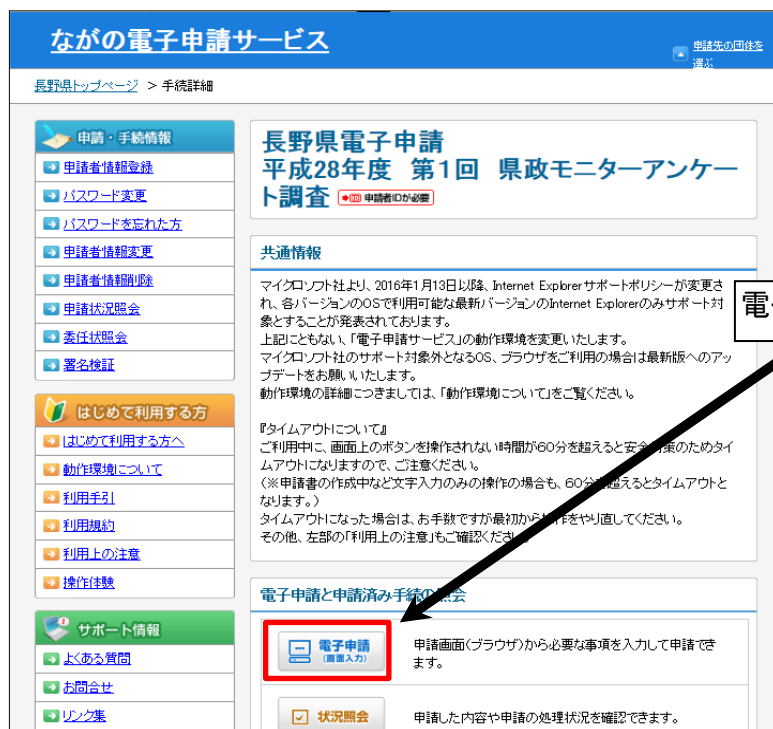 ながの電子申請サービス
申請先の団体を
選ぶ
長野県トップページ > 手続詳細
申請・手続情報
申請者情報登録
パスワード変更
パスワードを忘れた方
申請者情報変更
申請者情報削除
申請状況照会
委任状照会
署名検証
はじめて利用する方
はじめて利用する方へ
動作環境について
利用手引
利用規約
利用上の注意
操作体験
サポート情報
よくある質問
お問合せ
リンク集
長野県電子申請
平成28年度 第1回 県政モニターアンケー
ト調査 ID 申請者IDが必要
共通情報
マイクロソフト社より、2016年1月13日以降、Internet Explorerサポートポリシーが変更さ
れ、各バージョンのOSで利用可能な最新バージョンのInternet Explorerのみサポート対
象とすることが発表されております。
上記にともない、「電子申請サービス」の動作環境を変更いたします。
マイクロソフト社のサポート対象外となるOS、ブラウザをご利用の場合は最新版へのアッ
プデートをお願いいたします。
動作環境の詳細につきましては、「動作環境について」をご覧ください。
『タイムアウトについて』
ご利用中に、画面上のボタンを操作されない時間が60分を超えると安全対策のためタイ
ムアウトになりますので、ご注意ください。
(※申請書の作成中など文字入力のみの操作の場合も、60分を超えるとタイムアウトと
なります。)
タイムアウトになった場合は、お手数ですが最初から操作をやり直してください。
その他、左部の「利用上の注意」もご確認ください。
電
電子申請と申請済み手続の照会
電子申請
(画面入力)
申請画面(ブラウザ)から必要な事項を入力して申請でき
ます。
状況照会
申請した内容や申請の処理状況を確認できます。